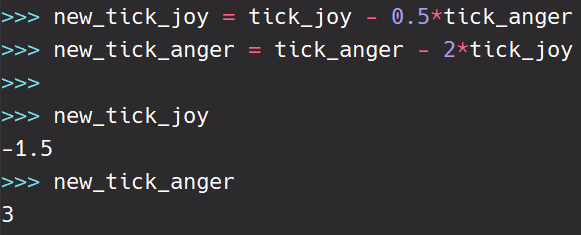 >>> new_tick_joy = tick_joy - 0.5*tick_anger
>>> new_tick_anger = tick_anger - 2*tick_joy
>>>
>>> new_tick_joy
-1.5
>>> new_tick_anger
3